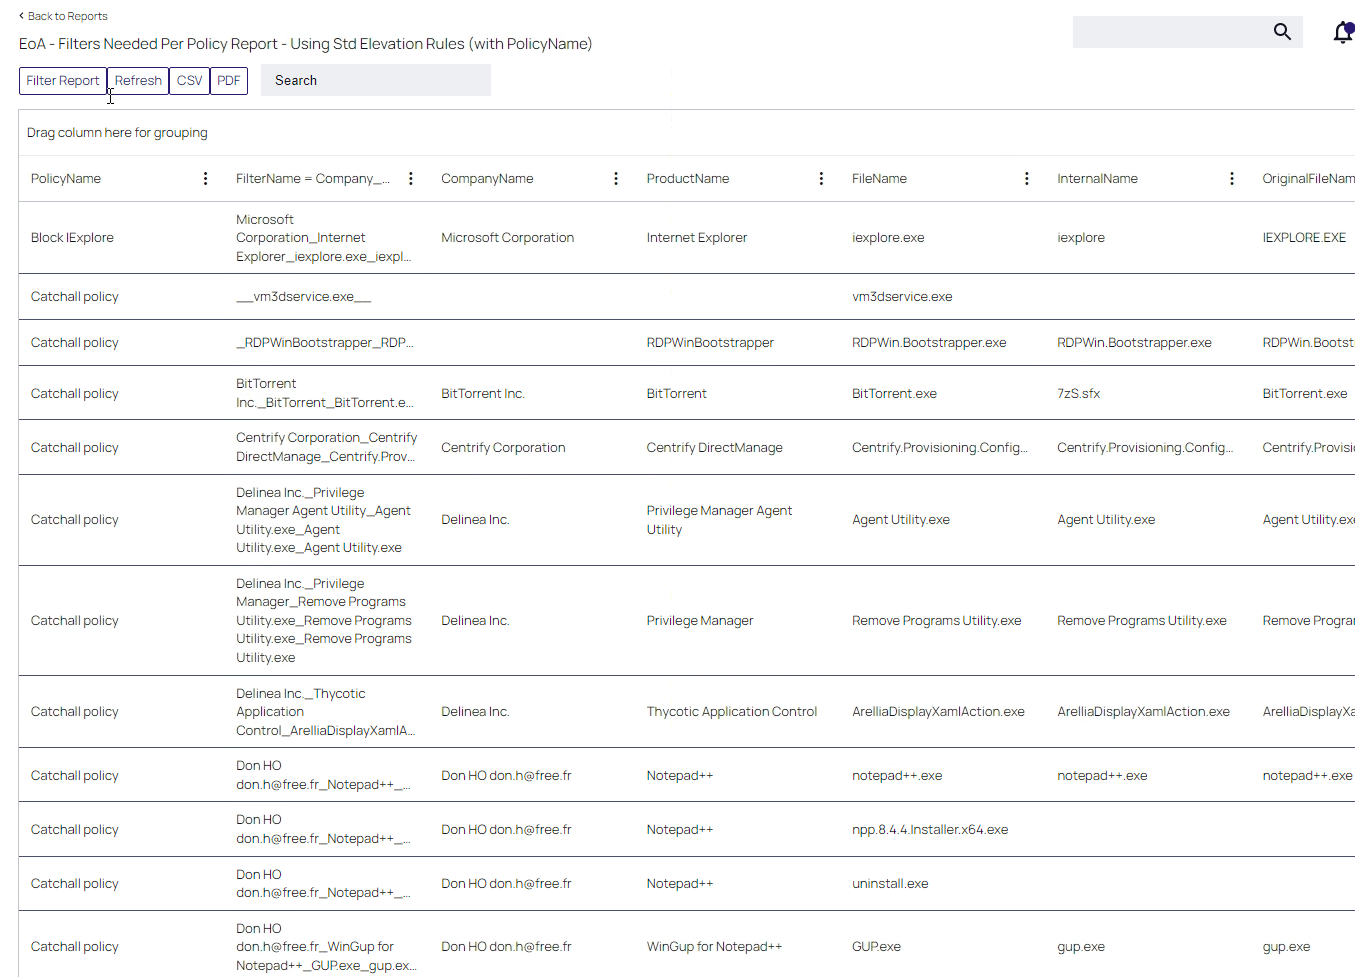 Back to Reports
EoA - Filters Needed Per Policy Report - Using Std Elevation Rules (with PolicyName)
Filter Report Refresh CSV PDF Search
Drag column here for grouping
PolicyName FilterName = Company_... CompanyName ProductName FileName InternalName OriginalFileNam
Microsoft
Block IExplore Corporation_Internet Microsoft Corporation Internet Explorer iexplore.exe iexplore IEXPLORE.EXE
Explorer_iexplore.exe_iexpl...
Catchall policy __vm3dservice.exe__ vm3dservice.exe
Catchall policy _RDPWinBootstrapper_RDP... RDPWinBootstrapper RDPWin.Bootstrapper.exe RDPWin.Bootstrapper.exe RDPWin.Bootst
BitTorrent
Catchall policy Inc._BitTorrent_BitTorrent.e... BitTorrent Inc. BitTorrent BitTorrent.exe 7zS.sfx BitTorrent.exe
Centrify Corporation_Centrify
Catchall policy DirectManage_Centrify.Prov... Centrify Corporation Centrify DirectManage Centrify.Provisioning.Config... Centrify.Provisioning.Config... Centrify.Provisi
Delinea Inc._Privilege
Manager Agent Utility_Agent Privilege Manager Agent
Catchall policy Utility.exe_Agent Delinea Inc. Utility Agent Utility.exe Agent Utility.exe Agent Utility.ex
Utility.exe_Agent Utility.exe
Delinea Inc._Privilege
Manager_Remove Programs
Catchall policy Utility.exe_Remove Programs Delinea Inc. Privilege Manager Remove Programs Utility.exe Remove Programs Utility.exe Remove Progra
Utility.exe_Remove Programs
Utility.exe
Delinea Inc._Thycotic
Catchall policy Application Delinea Inc. Thycotic Application Control ArelliaDisplayXamlAction.exe ArelliaDisplayXamlAction.exe ArelliaDisplayXa
Control_ArelliaDisplayXamlA...
Don HO
Catchall policy don.h@free.fr_Notepad++_... Don HO don.h@free.fr Notepad++ notepad++.exe notepad++.exe notepad++.exe
Don HO
Catchall policy don.h@free.fr_Notepad++_... Don HO don.h@free.fr Notepad++ npp.8.4.4.Installer.x64.exe
Don HO
Catchall policy don.h@free.fr_Notepad++_... Don HO don.h@free.fr Notepad++ uninstall.exe
Don HO
Catchall policy don.h@free.fr_WinGup for Don HO don.h@free.fr WinGup for Notepad++ GUP.exe gup.exe gup.exe
Notepad++_GUP.exe_gup.ex...